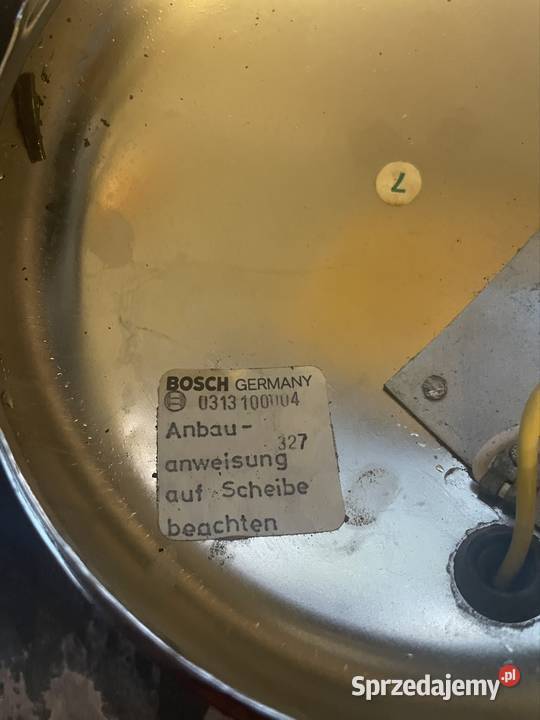 7
BOSCH GERMANY
0313100004
Anbau-
327
anweisung
auf Scheibe
beachten
Sprzedajemy.pl